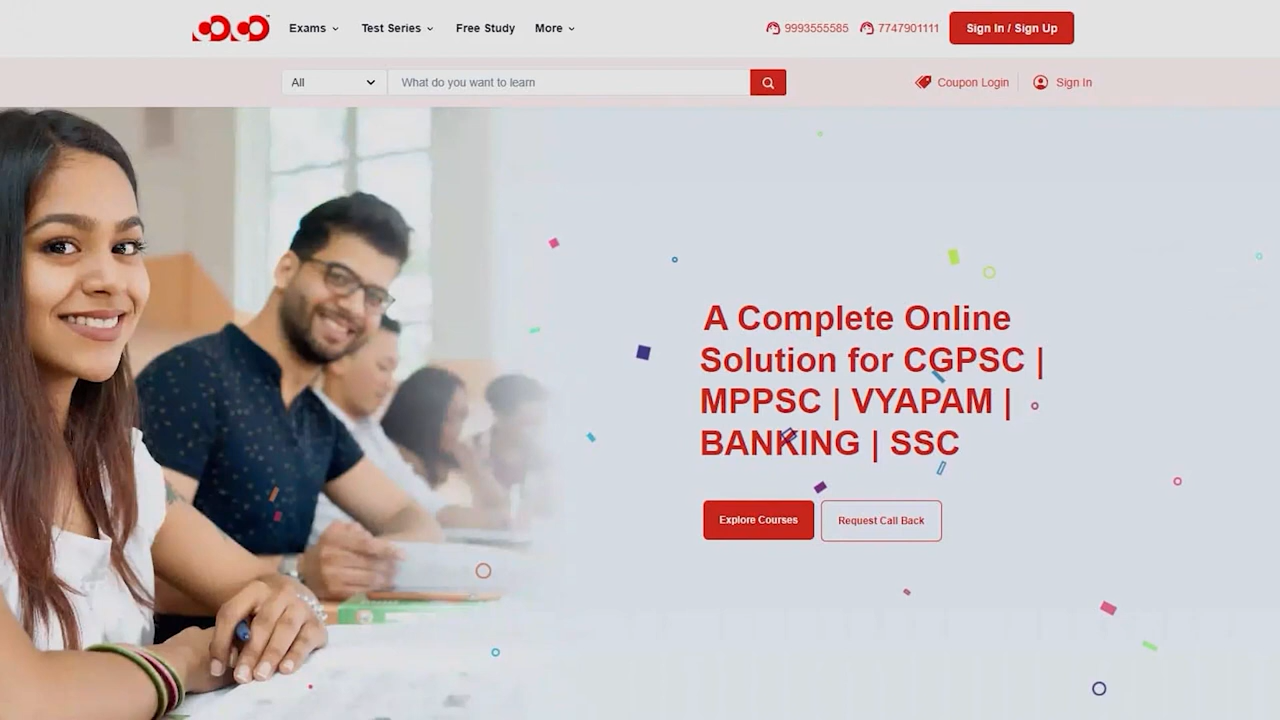 Exams
Test Series
Free Study
More
9993555585
7747901111
Sign In / Sign Up
All
What do you want to learn
Coupon Login
Sign In
A Complete Online
Solution for CGPSC |
MPPSC | VYAPAM |
BANKING | SSC
Explore Courses
Request Call Back